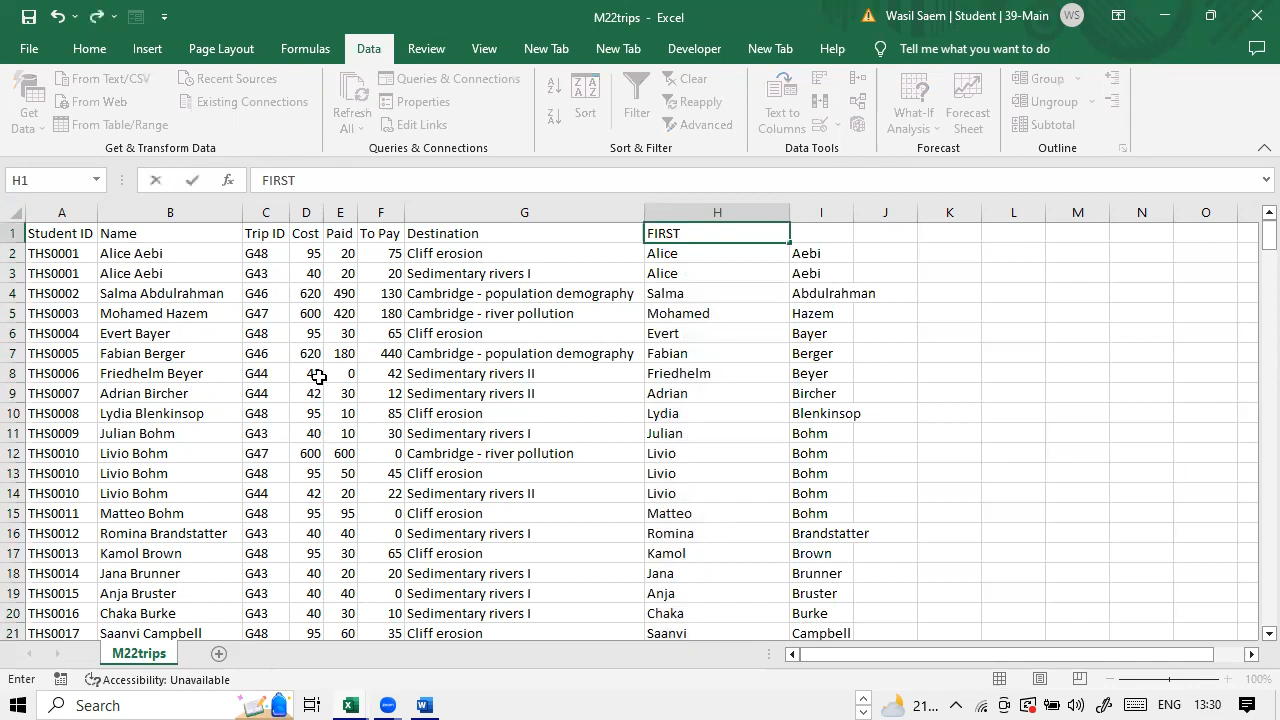 M22trips - Excel
Wasil Saem | Student | 39-Main WS
File Home Insert Page Layout Formulas Data Review View New Tab New Tab Developer New Tab Help Tell me what you want to do
From Text/CSV Recent Sources
From Web Existing Connections
From Table/Range
Get Data
Get & Transform Data
Refresh All
Queries & Connections
Properties
Edit Links
Queries & Connections
Sort Filter
Clear
Reapply
Advanced
Sort & Filter
Text to Columns
Data Tools
What-If Analysis
Forecast Sheet
Forecast
Group
Ungroup
Subtotal
Outline
H1 FIRST
A B C D E F G H I J K L M N O
1 Student ID Name Trip ID Cost Paid To Pay Destination FIRST
2 THS0001 Alice Aebi G48 95 20 75 Cliff erosion Alice Aebi
3 THS0001 Alice Aebi G43 40 20 20 Sedimentary rivers I Alice Aebi
4 THS0002 Salma Abdulrahman G46 620 490 130 Cambridge - population demography Salma Abdulrahman
5 THS0003 Mohamed Hazem G47 600 420 180 Cambridge - river pollution Mohamed Hazem
6 THS0004 Evert Bayer G48 95 30 65 Cliff erosion Evert Bayer
7 THS0005 Fabian Berger G46 620 180 440 Cambridge - population demography Fabian Berger
8 THS0006 Friedhelm Beyer G44 0 42 Sedimentary rivers II Friedhelm Beyer
9 THS0007 Adrian Bircher G44 42 30 12 Sedimentary rivers II Adrian Bircher
10 THS0008 Lydia Blenkinsop G48 95 10 85 Cliff erosion Lydia Blenkinsop
11 THS0009 Julian Bohm G43 40 10 30 Sedimentary rivers I Julian Bohm
12 THS0010 Livio Bohm G47 600 600 0 Cambridge - river pollution Livio Bohm
13 THS0010 Livio Bohm G48 95 50 45 Cliff erosion Livio Bohm
14 THS0010 Livio Bohm G44 42 20 22 Sedimentary rivers II Livio Bohm
15 THS0011 Matteo Bohm G48 95 95 0 Cliff erosion Matteo Bohm
16 THS0012 Romina Brandstatter G43 40 40 0 Sedimentary rivers I Romina Brandstatter
17 THS0013 Kamol Brown G48 95 30 65 Cliff erosion Kamol Brown
18 THS0014 Jana Brunner G43 40 20 20 Sedimentary rivers I Jana Brunner
19 THS0015 Anja Bruster G43 40 40 0 Sedimentary rivers I Anja Bruster
20 THS0016 Chaka Burke G43 40 30 10 Sedimentary rivers I Chaka Burke
21 THS0017 Saanvi Campbell G48 95 60 35 Cliff erosion Saanvi Campbell
M22trips
Enter Accessibility: Unavailable 100%
Search 21... ENG 13:30